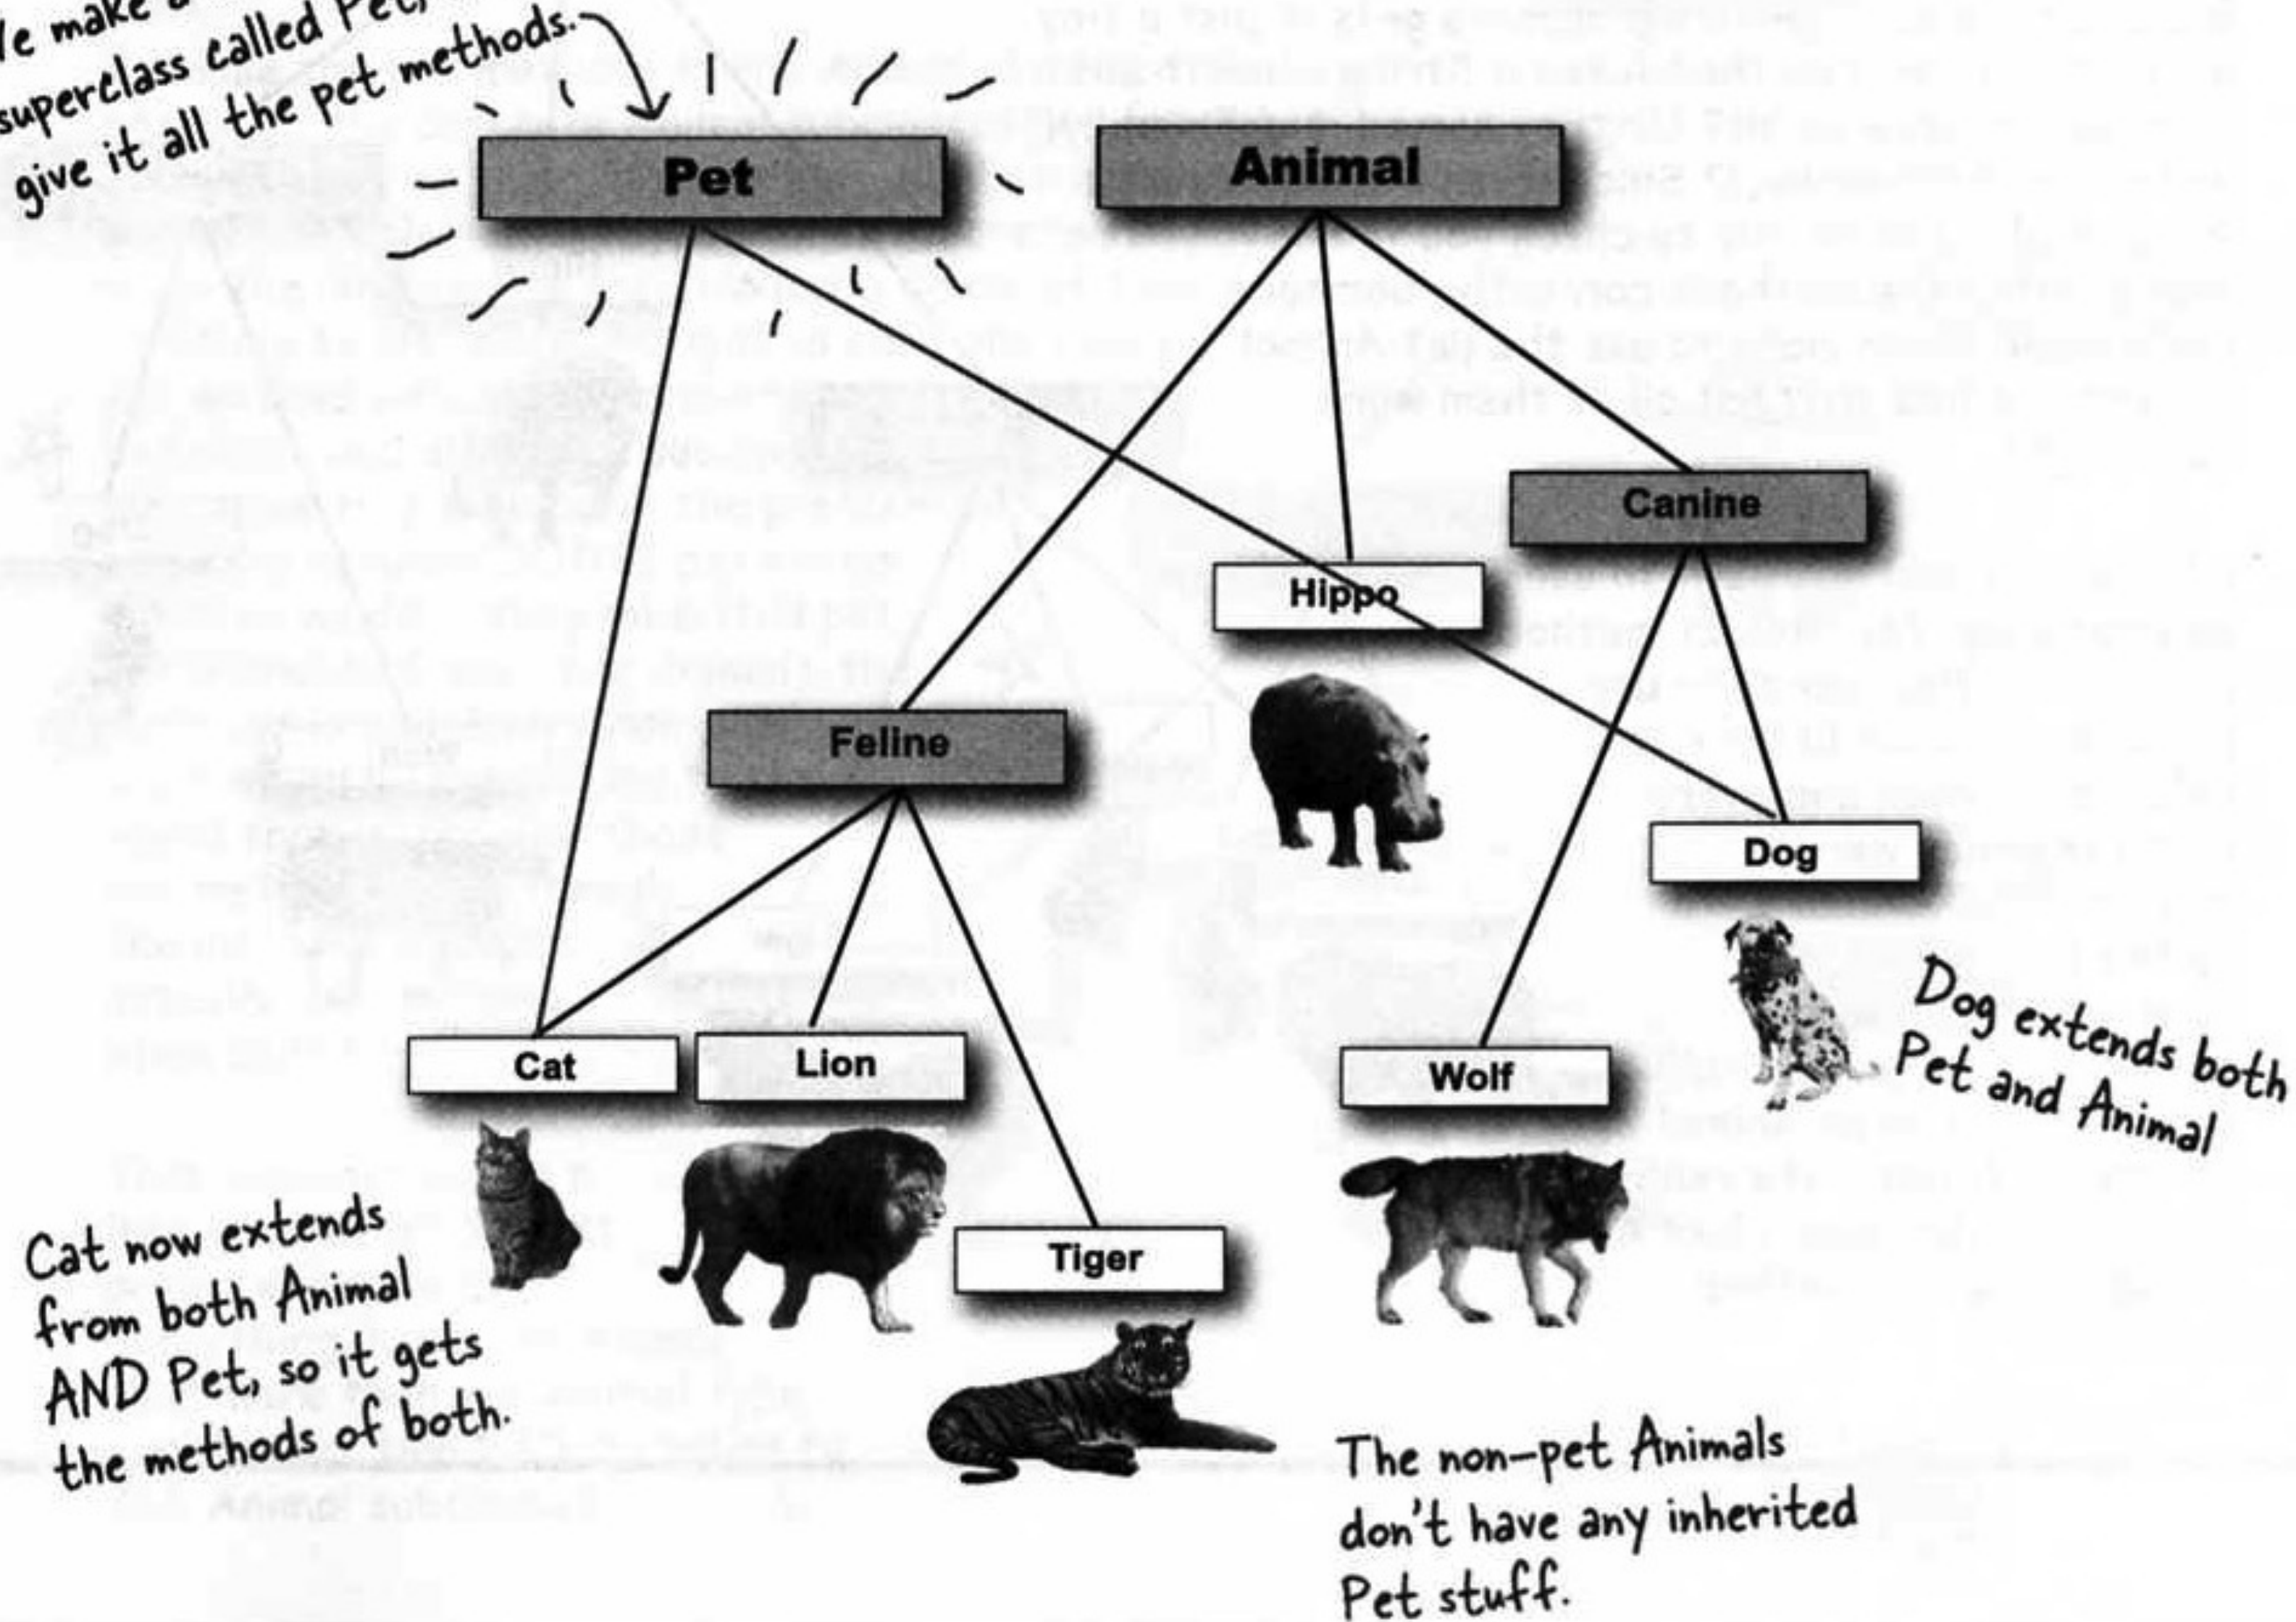 We make a
superclass called Pet,
give it all the pet methods.
Pet
Animal
Canine
Hippo
Feline
Dog
Cat
Lion
Wolf
Tiger
Dog extends both
Pet and Animal
Cat now extends
from both Animal
AND Pet, so it gets
the methods of both.
The non-pet Animals
don't have any inherited
Pet stuff.